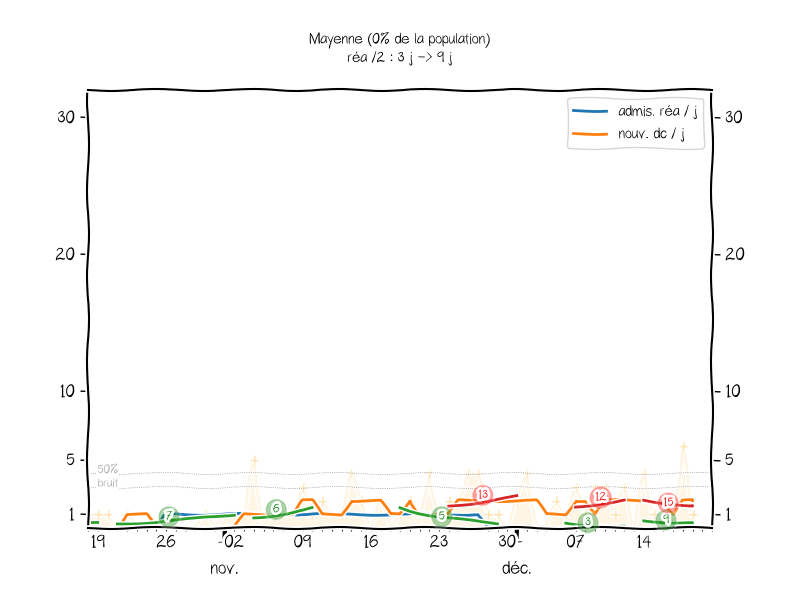 Mayenne (0% de la population)
réa /2 : 3 j -> 9 j
admis. réa / j
nouv. dc / j
30 30
20 20
10 10
5 5
1 1
50%
bruit
7 6 5 13 3 12 9 15
19 26 02 09 16 23 30 07 14
nov. déc.